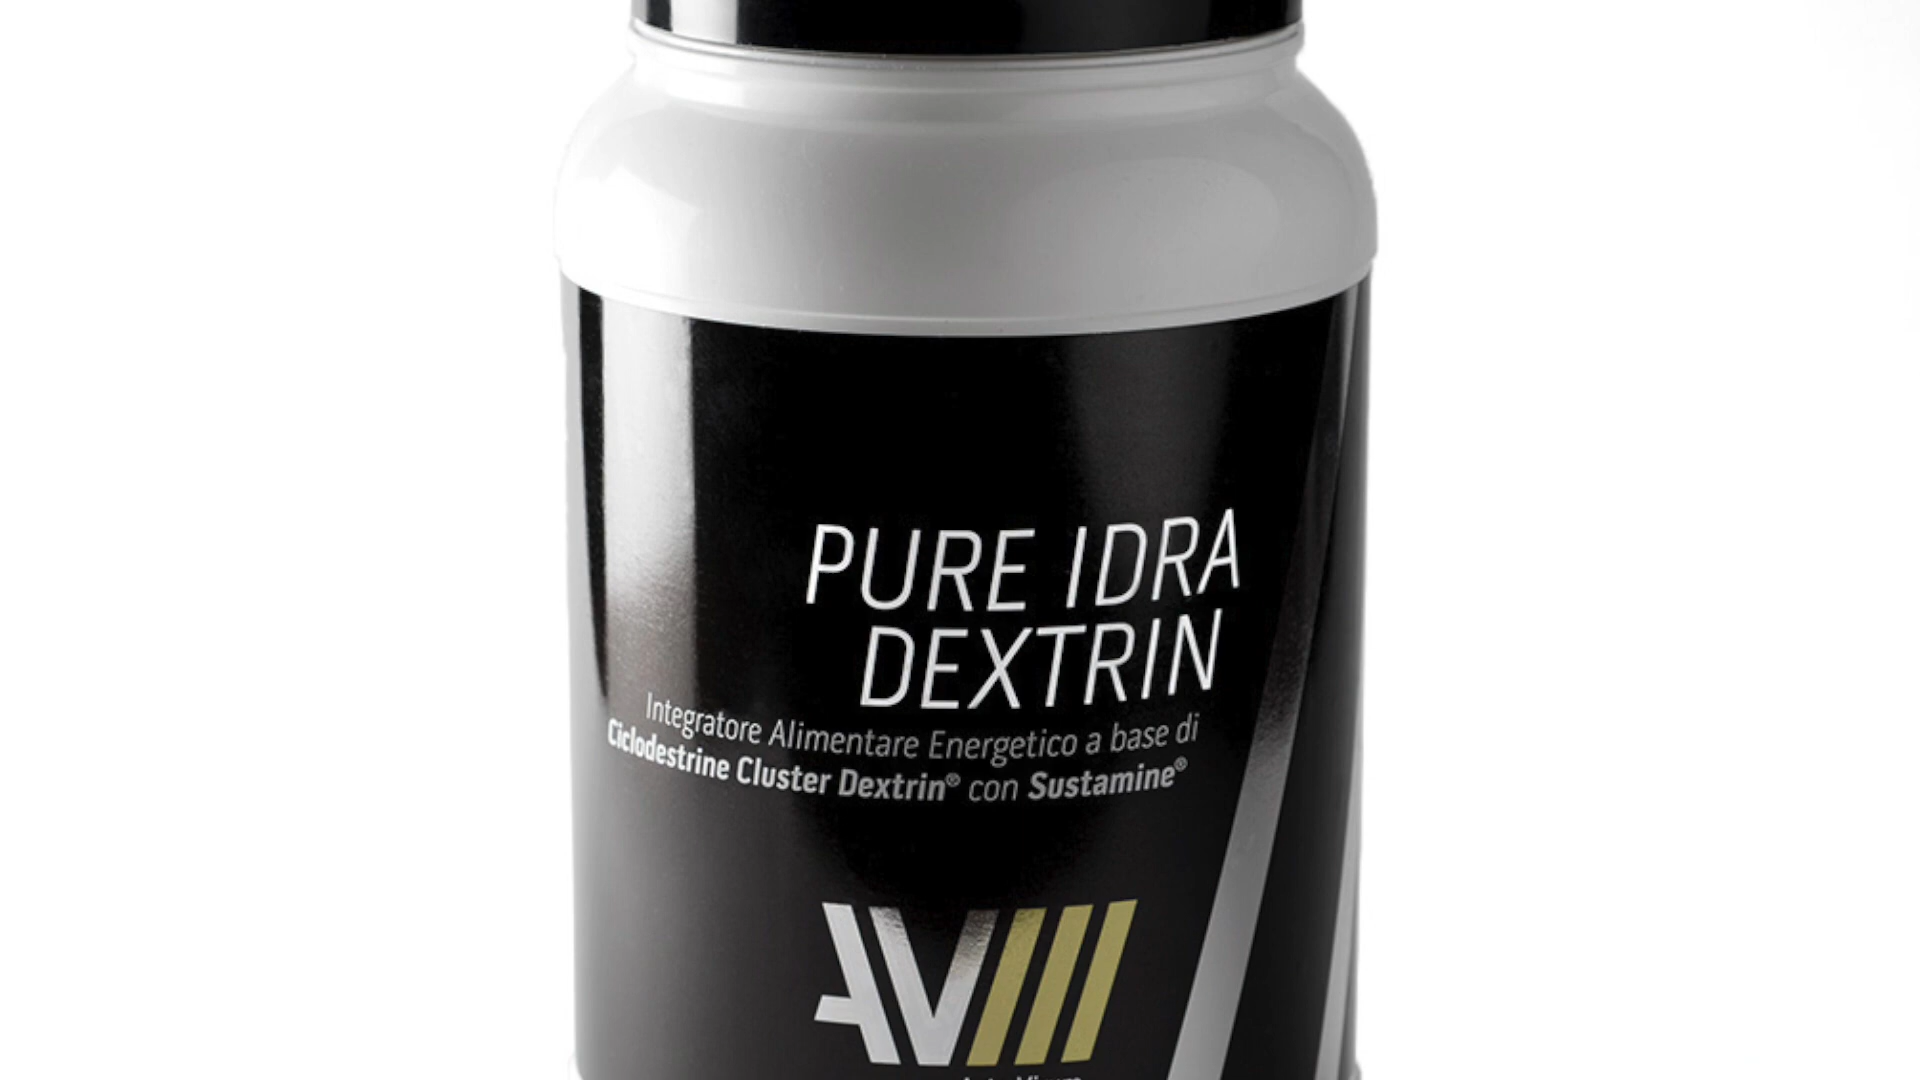 PURE IDRA
DEXTRIN
Integratore Alimentare Energetico a base di
Ciclodestrine Cluster Dextrin® con Sustamine®
AV